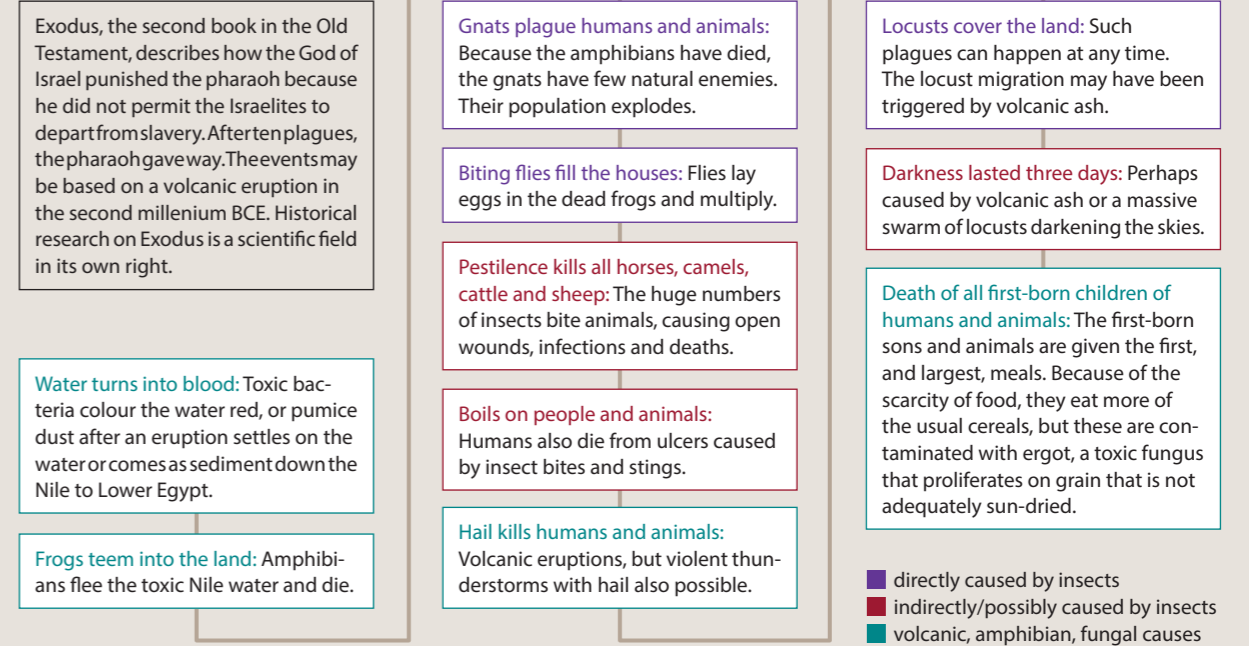 Exodus, the second book in the Old
Testament, describes how the God of
Israel punished the pharaoh because
he did not permit the Israelites to
depart from slavery. After ten plagues,
the pharaoh gave way. The events may
be based on a volcanic eruption in
the second millenium BCE. Historical
research on Exodus is a scientific field
in its own right.
Water turns into blood: Toxic bac-
teria colour the water red, or pumice
dust after an eruption settles on the
water or comes as sediment down the
Nile to Lower Egypt.
Frogs teem into the land: Amphibi-
ans flee the toxic Nile water and die.
Gnats plague humans and animals:
Because the amphibians have died,
the gnats have few natural enemies.
Their population explodes.
Biting flies fill the houses: Flies lay
eggs in the dead frogs and multiply.
Pestilence kills all horses, camels,
cattle and sheep: The huge numbers
of insects bite animals, causing open
wounds, infections and deaths.
Boils on people and animals:
Humans also die from ulcers caused
by insect bites and stings.
Hail kills humans and animals:
Volcanic eruptions, but violent thun-
derstorms with hail also possible.
Locusts cover the land: Such
plagues can happen at any time.
The locust migration may have been
triggered by volcanic ash.
Darkness lasted three days: Perhaps
caused by volcanic ash or a massive
swarm of locusts darkening the skies.
Death of all first-born children of
humans and animals: The first-born
sons and animals are given the first,
and largest, meals. Because of the
scarcity of food, they eat more of
the usual cereals, but these are con-
taminated with ergot, a toxic fungus
that proliferates on grain that is not
adequately sun-dried.
directly caused by insects
indirectly/possibly caused by insects
volcanic, amphibian, fungal causes